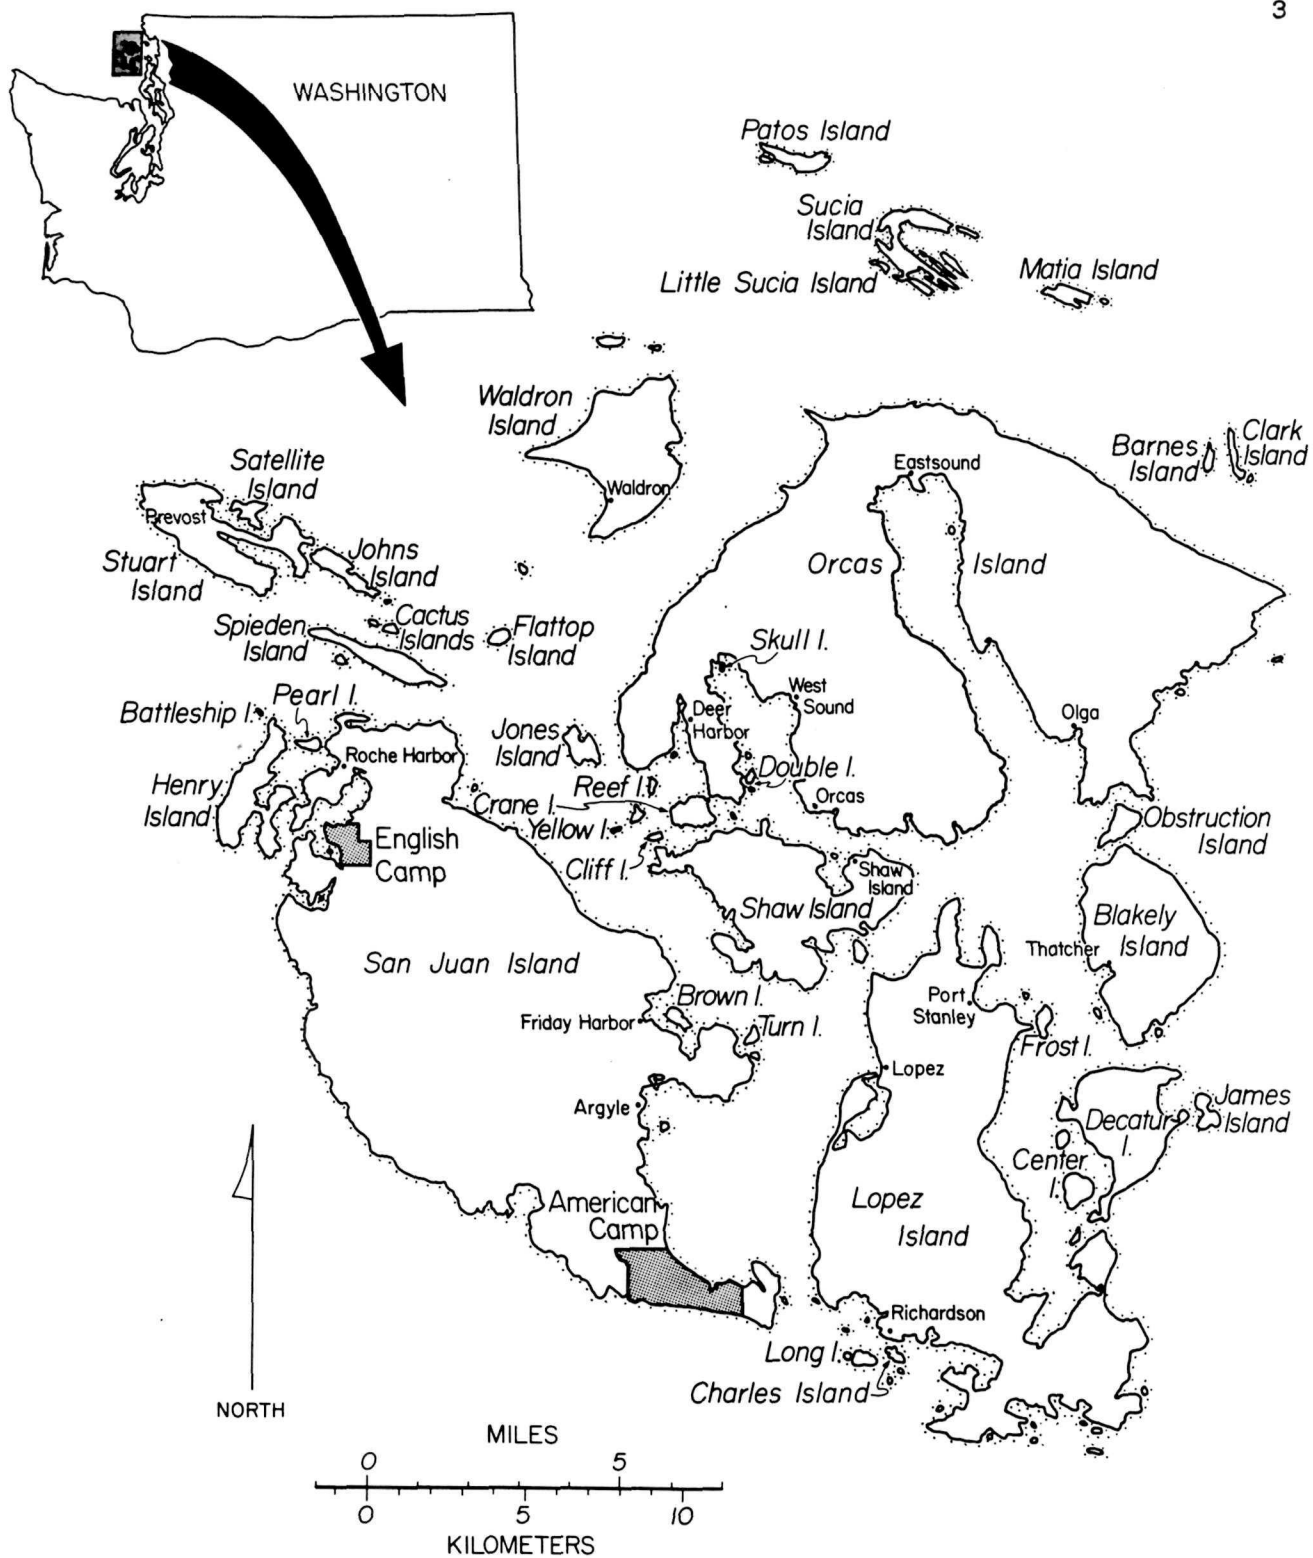 3
WASHINGTON
Patos Island
Sucia
Island
Little Sucia Island
Matia Island
Waldron
Island
Waldron
Barnes
Island
Clark
Island
Eastsound
Orcas Island
Satellite
Island
Prevost
Stuart
Island
Johns
Island
Cactus
Islands
Spieden
Island
Flattop
Island
Skull I.
West
Sound
Deer
Harbor
Olga
Battleship I.
Pearl I.
Roche Harbor
Henry
Island
Jones
Island
Reef I.
Double I.
Crane I.
Orcas
Yellow I.
Cliff I.
Obstruction
Island
English
Camp
Shaw
Island
Shaw Island
Blakely
Island
Thatcher
San Juan Island
Brown I.
Friday Harbor
Turn I.
Port
Stanley
Frost I.
Lopez
Argyle
Decatur
I.
James
Island
Center
I.
American
Camp
Lopez
Island
Richardson
Long I.
Charles Island
NORTH
MILES
0 5
0 5 10
KILOMETERS